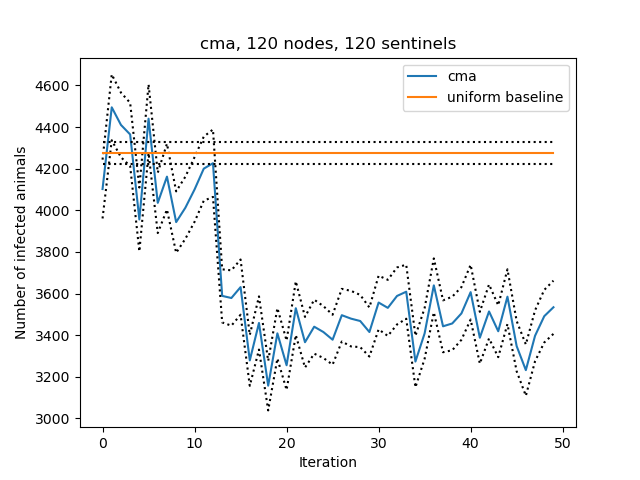 cma, 120 nodes, 120 sentinels
cma
uniform baseline
Number of infected animals
4600
4400
4200
4000
3800
3600
3400
3200
3000
0 10 20 30 40 50
Iteration